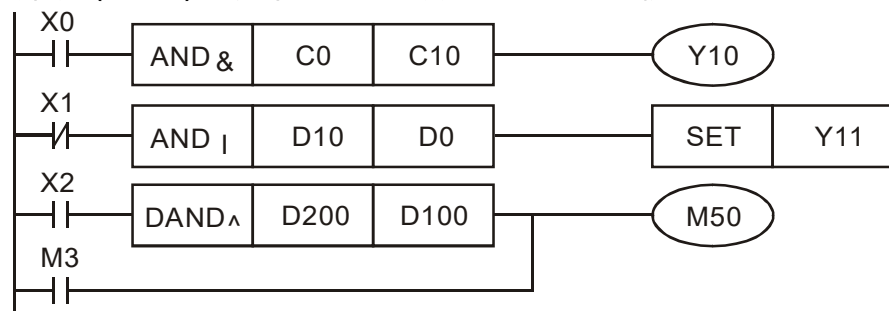 X0
AND & C0 C10 Y10
X1
AND | D10 D0 SET Y11
X2
DAND ^ D200 D100 M50
M3